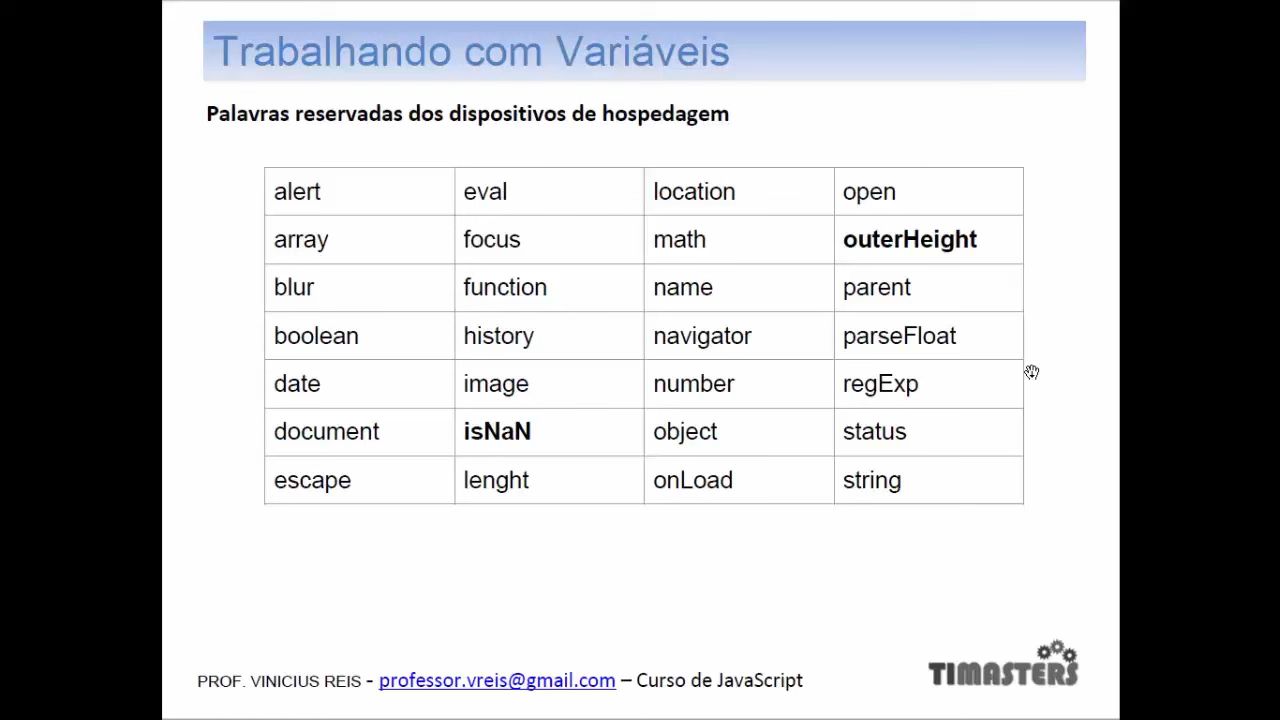 Trabalhando com Variáveis
Palavras reservadas dos dispositivos de hospedagem
alert eval location open
array focus math outerHeight
blur function name parent
boolean history navigator parseFloat
date image number regExp
document isNaN object status
escape lenght onLoad string
PROF. VINICIUS REIS - professor.vreis@gmail.com – Curso de JavaScript
TIMASTERS